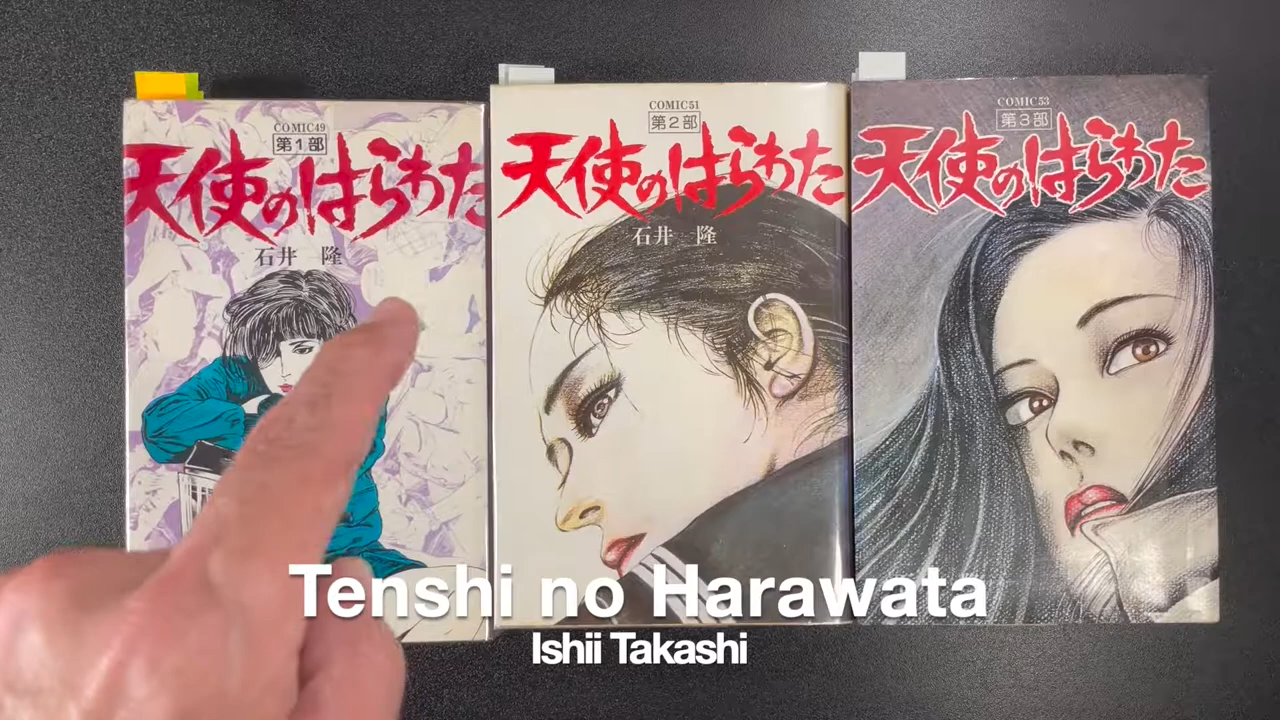 COMIC49
第1部
天使のはらわた
石井 隆
COMIC51
第2部
天使のはらわた
石井 隆
COMIC53
第3部
天使のはらわた
Tenshi no Harawata
Ishii Takashi